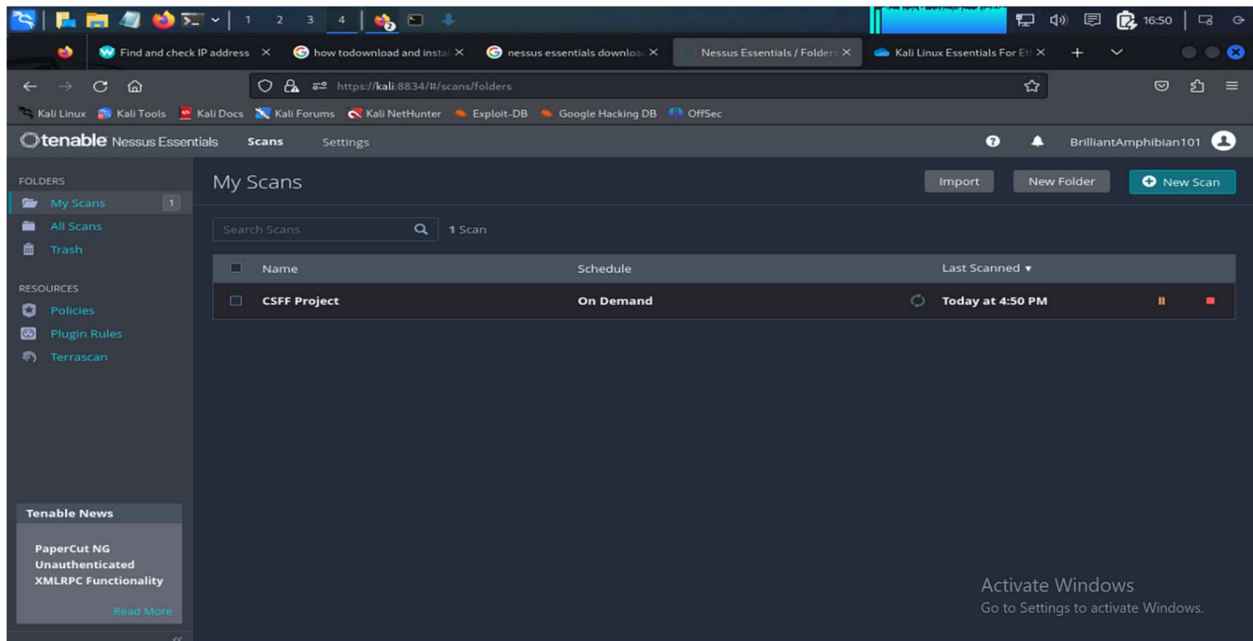 1 2 3 4 16:50
Find and check IP address
how todownload and instal
nessus essentials downloa
Nessus Essentials / Folders
Kali Linux Essentials For Et
https://kali:8834/#/scans/folders
Kali Linux Kali Tools Kali Docs Kali Forums Kali NetHunter Exploit-DB Google Hacking DB OffSec
tenable Nessus Essentials Scans Settings BrilliantAmphibian101
FOLDERS
My Scans 1
All Scans
Trash
RESOURCES
Policies
Plugin Rules
Terrascan
Tenable News
PaperCut NG
Unauthenticated
XMLRPC Functionality
Read More
My Scans Import New Folder New Scan
Search Scans 1 Scan
Name Schedule Last Scanned
CSFF Project On Demand Today at 4:50 PM
Activate Windows
Go to Settings to activate Windows.